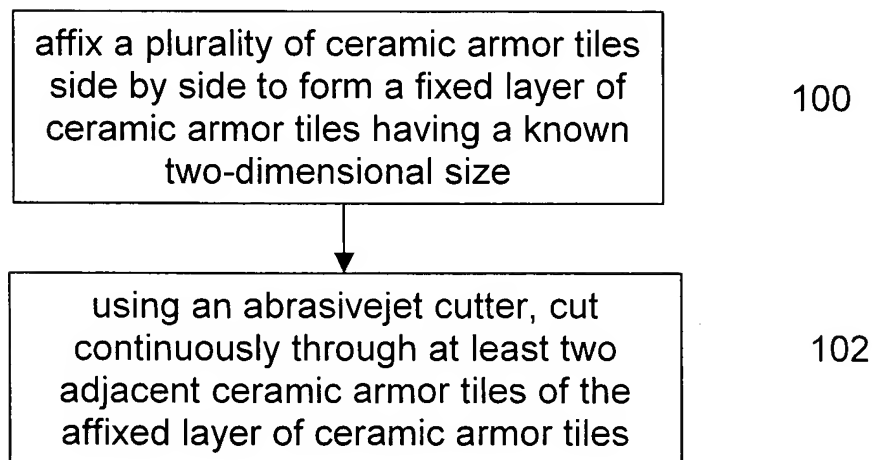 affix a plurality of ceramic armor tiles
side by side to form a fixed layer of
ceramic armor tiles having a known
two-dimensional size
100
using an abrasivejet cutter, cut
continuously through at least two
adjacent ceramic armor tiles of the
affixed layer of ceramic armor tiles
102